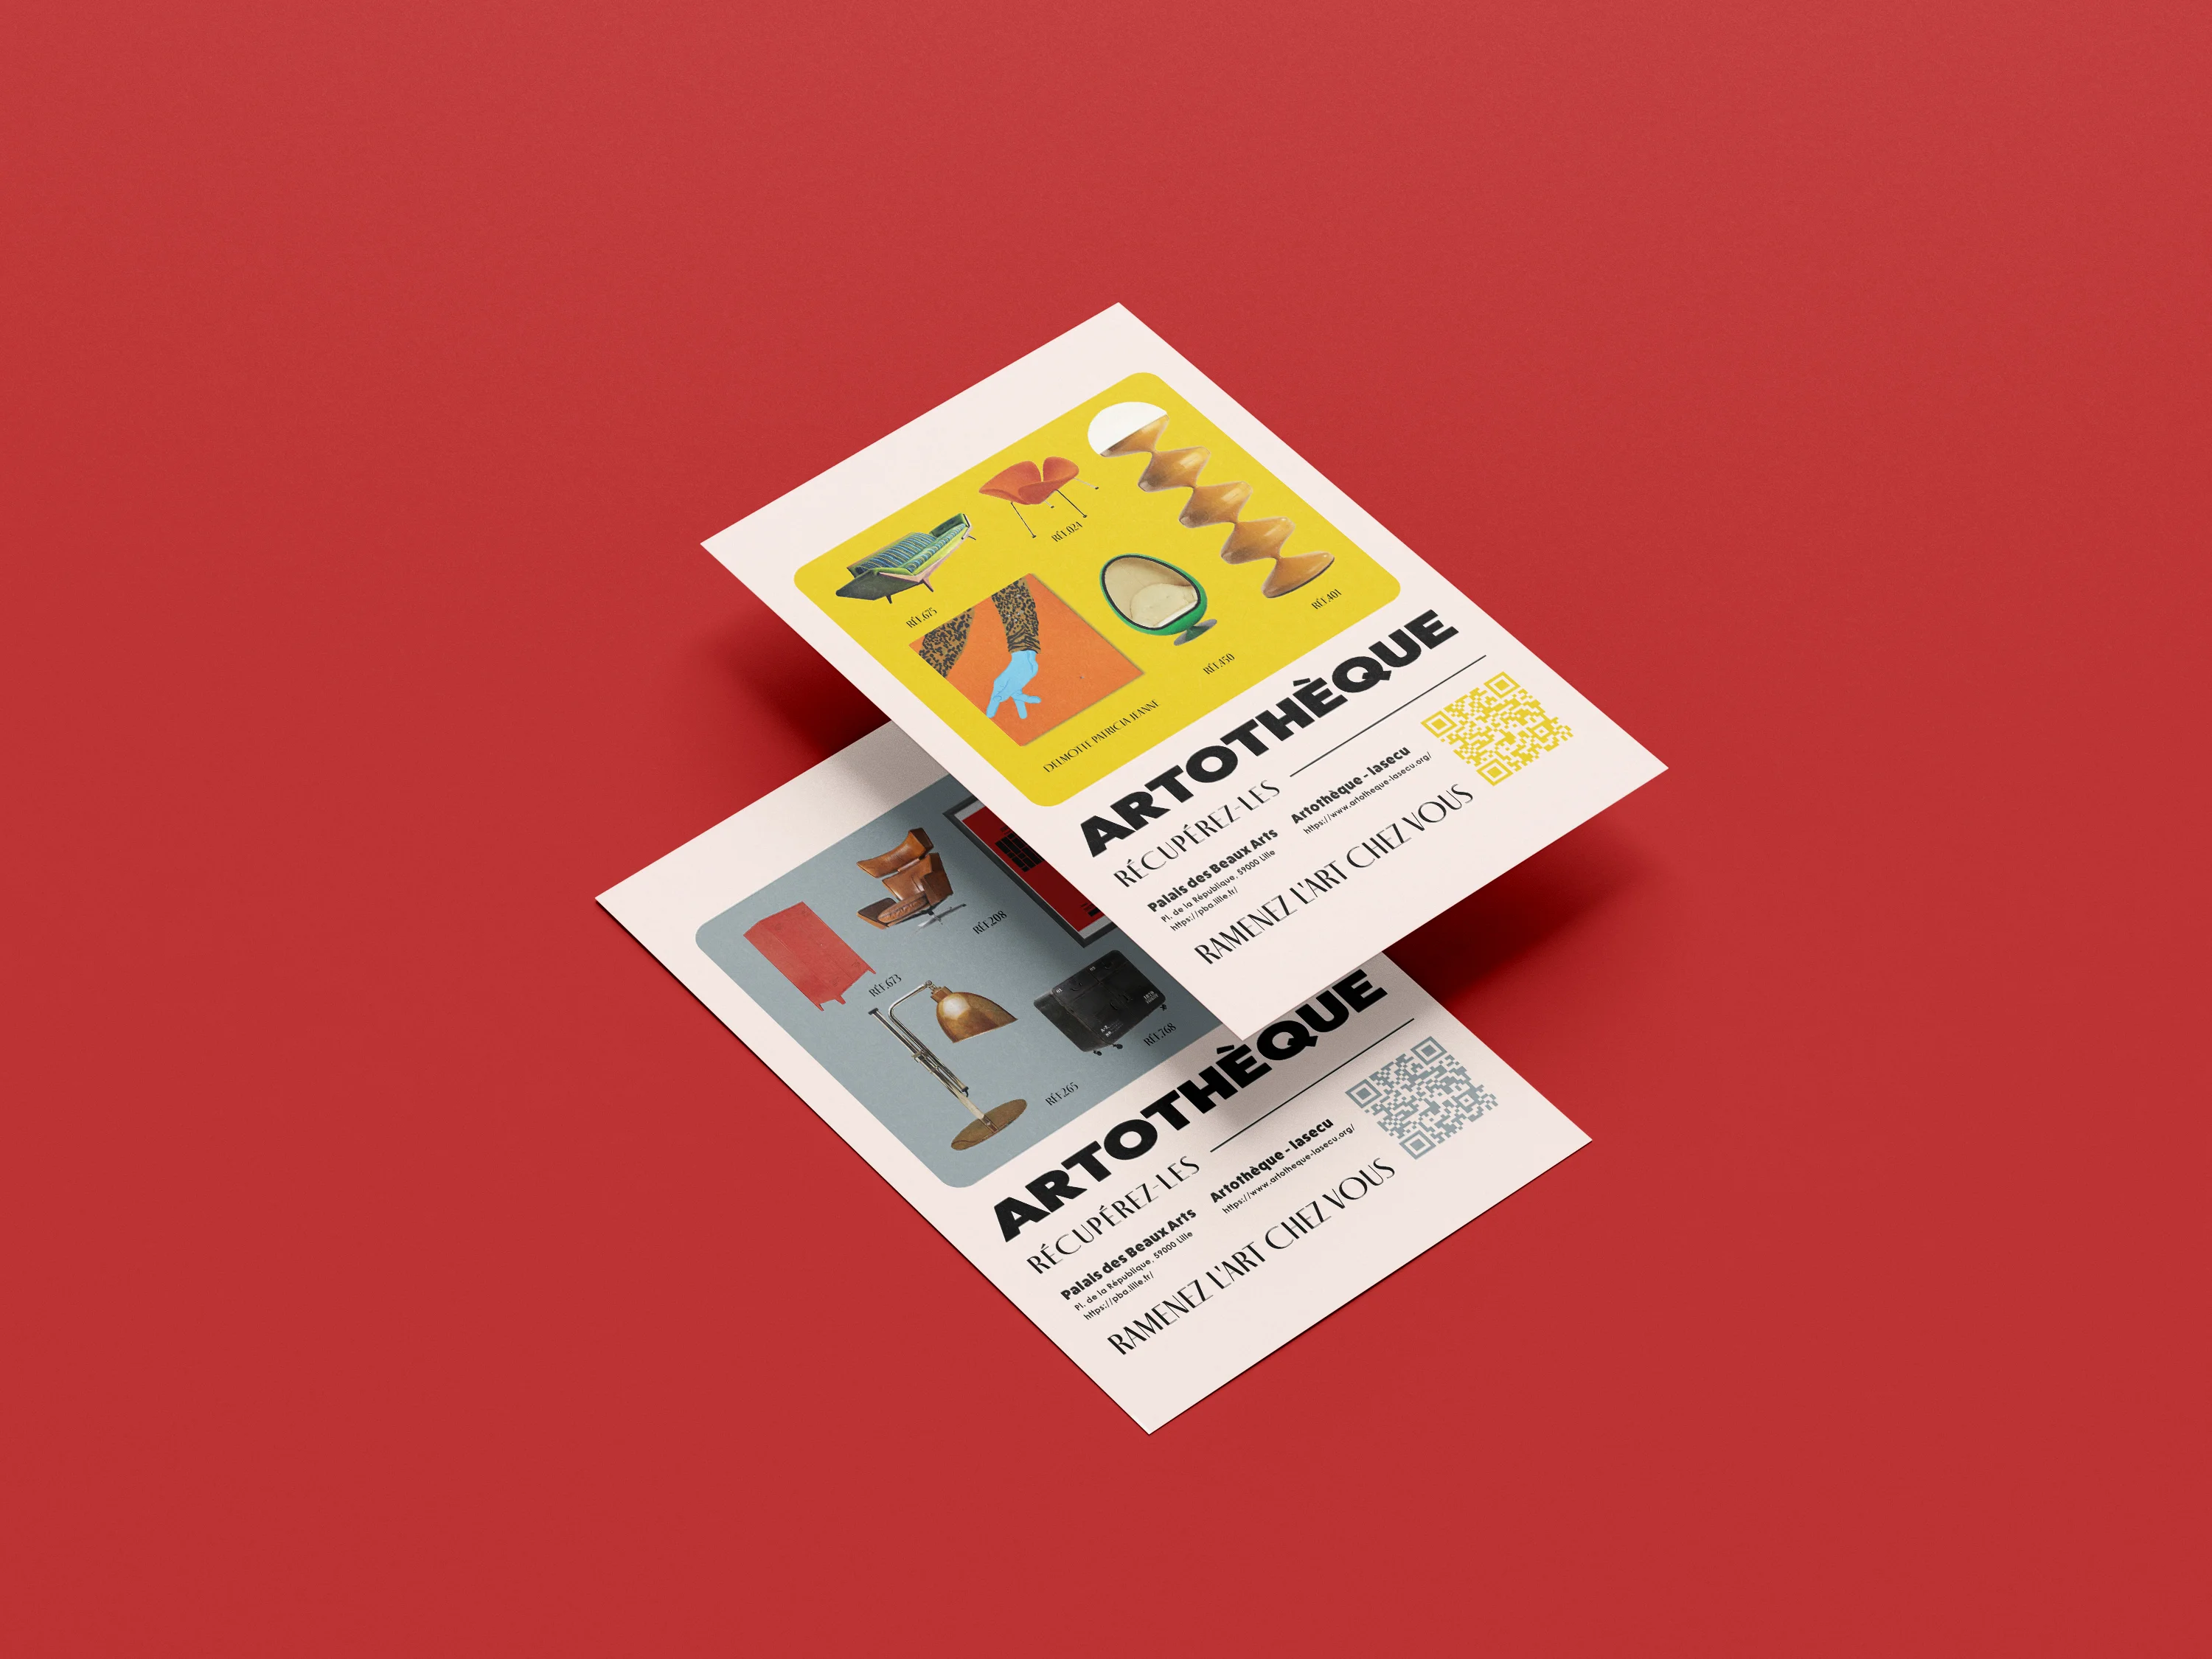 RÉF.024
RÉF.675
RÉF.401
RÉF.450
DELMOTTE PATRICIA JEANNE
ARTOTHÈQUE
RÉCUPÉREZ-LES
Palais des Beaux Arts
Pl. de la République, 59000 Lille
https://pba.lille.fr/
Artothèque - lasecu
https://www.artotheque-lasecu.org/
RAMENEZ L'ART CHEZ VOUS
RÉF.208
RÉF.673
RÉF.768
RÉF.265
ARTOTHÈQUE
RÉCUPÉREZ-LES
Palais des Beaux Arts
Pl. de la République, 59000 Lille
https://pba.lille.fr/
Artothèque - lasecu
https://www.artotheque-lasecu.org/
RAMENEZ L'ART CHEZ VOUS